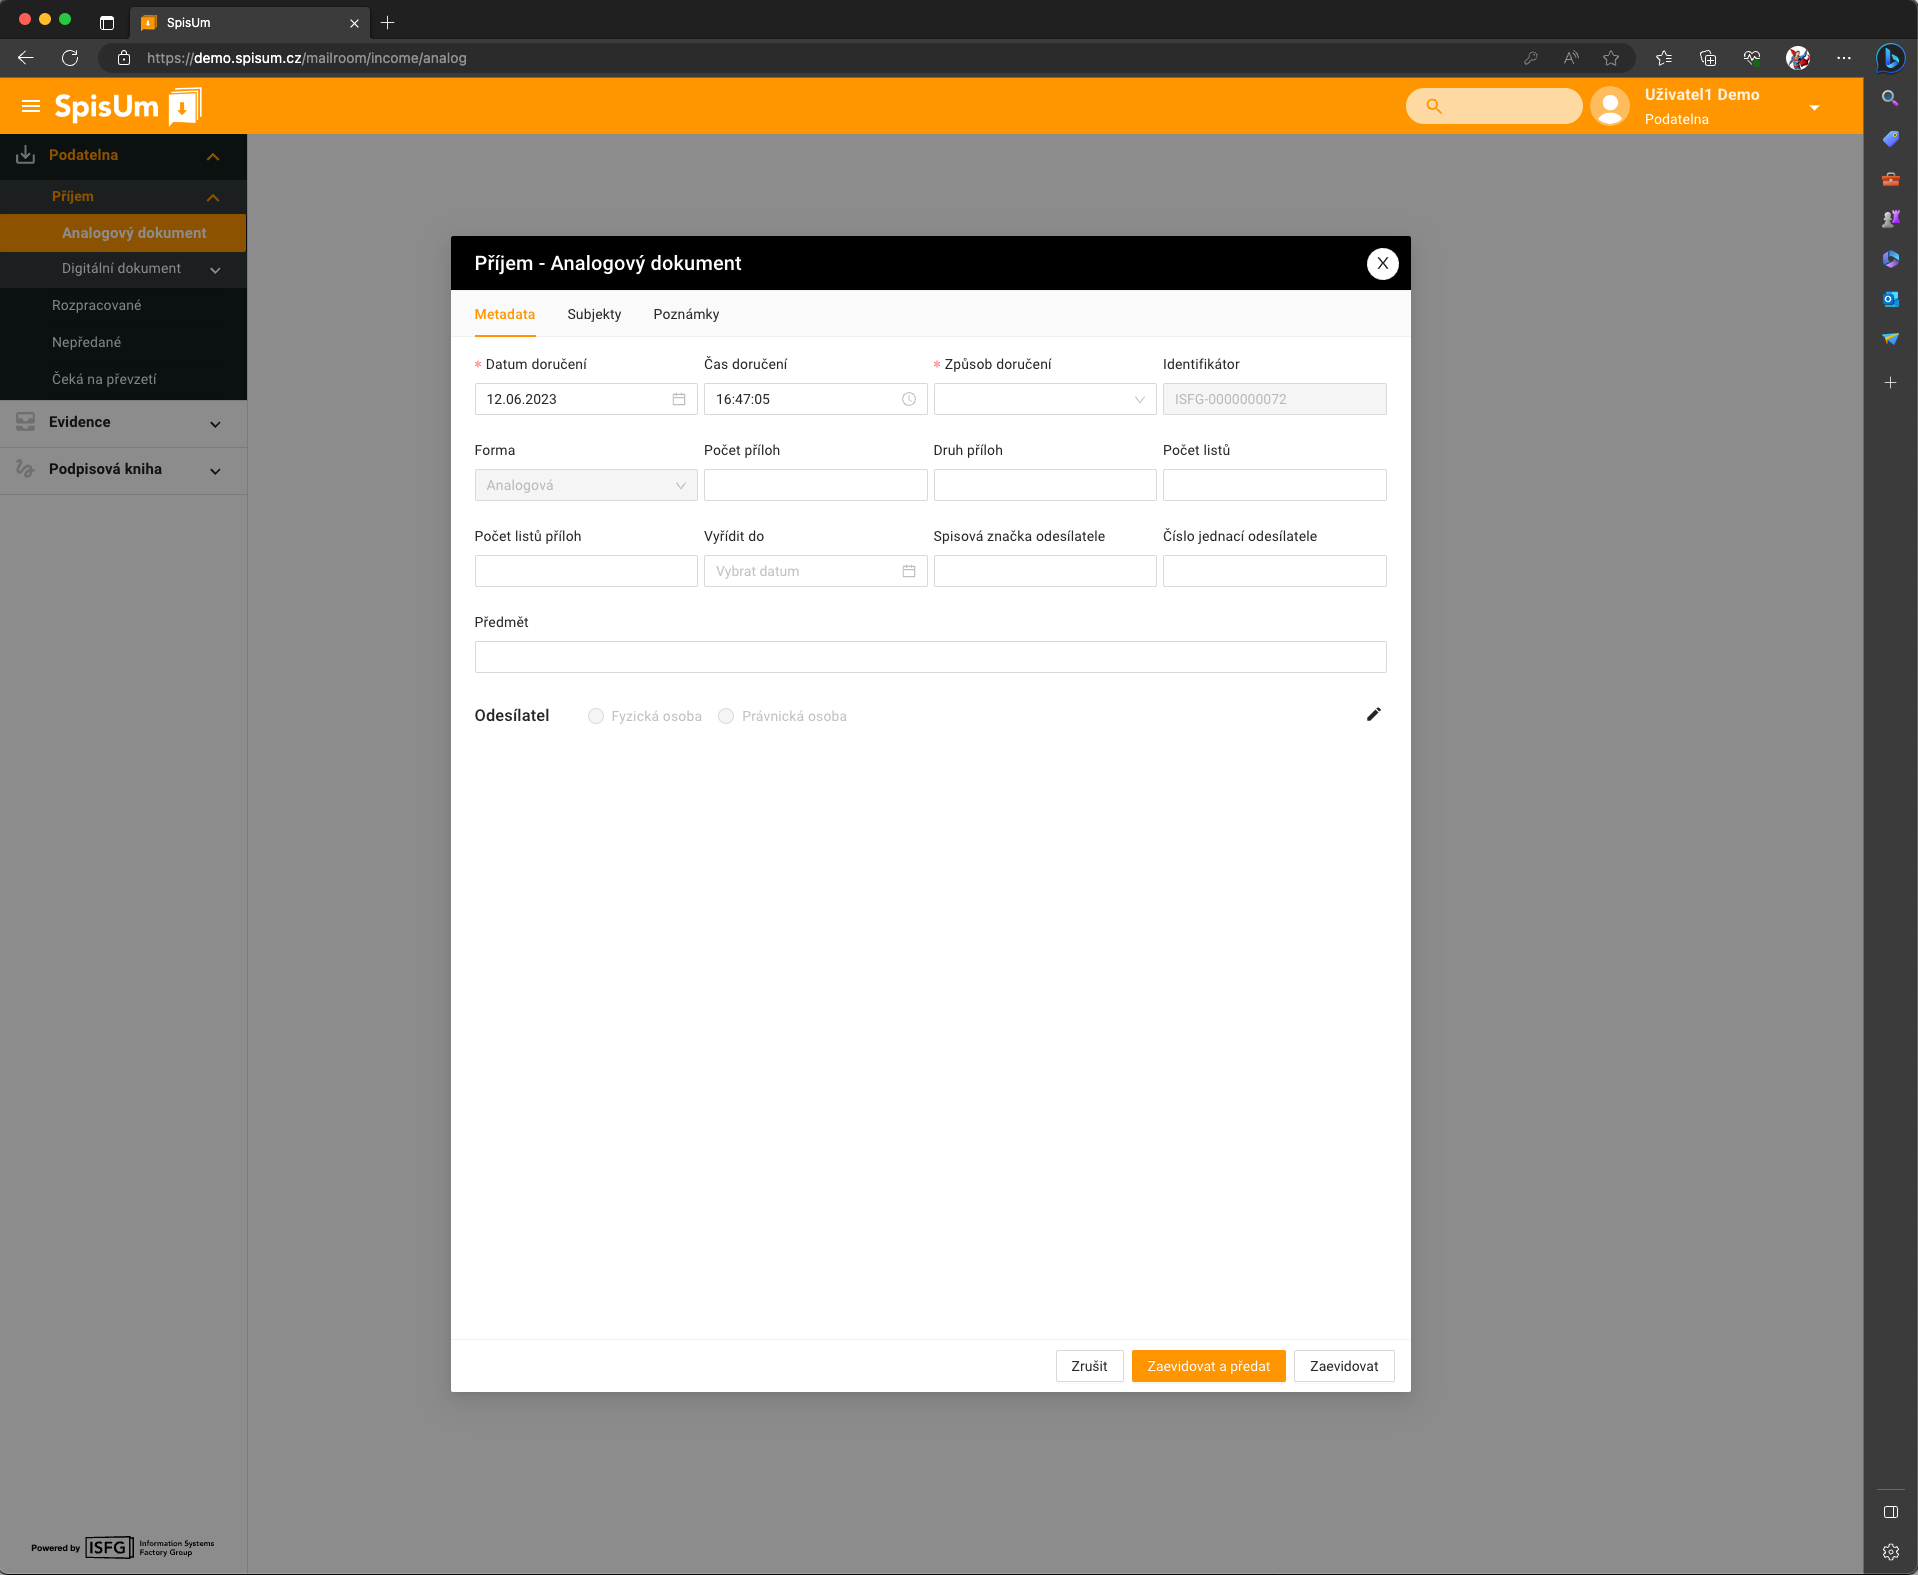 SpisUm
https://demo.spisum.cz/mailroom/income/analog
SpisUm
Uživatel1 Demo
Podatelna
Podatelna
Příjem
Analogový dokument
Digitální dokument
Rozpracované
Nepředané
Čeká na převzetí
Evidence
Podpisová kniha
Příjem - Analogový dokument
X
Metadata Subjekty Poznámky
* Datum doručení Čas doručení * Způsob doručení Identifikátor
12.06.2023 16:47:05 ISFG-0000000072
Forma Počet příloh Druh příloh Počet listů
Analogová
Počet listů příloh Vyřídit do Spisová značka odesílatele Číslo jednací odesílatele
Vybrat datum
Předmět
Odesílatel Fyzická osoba Právnická osoba
Zrušit Zaevidovat a předat Zaevidovat
Powered by ISFG Information Systems
Factory Group